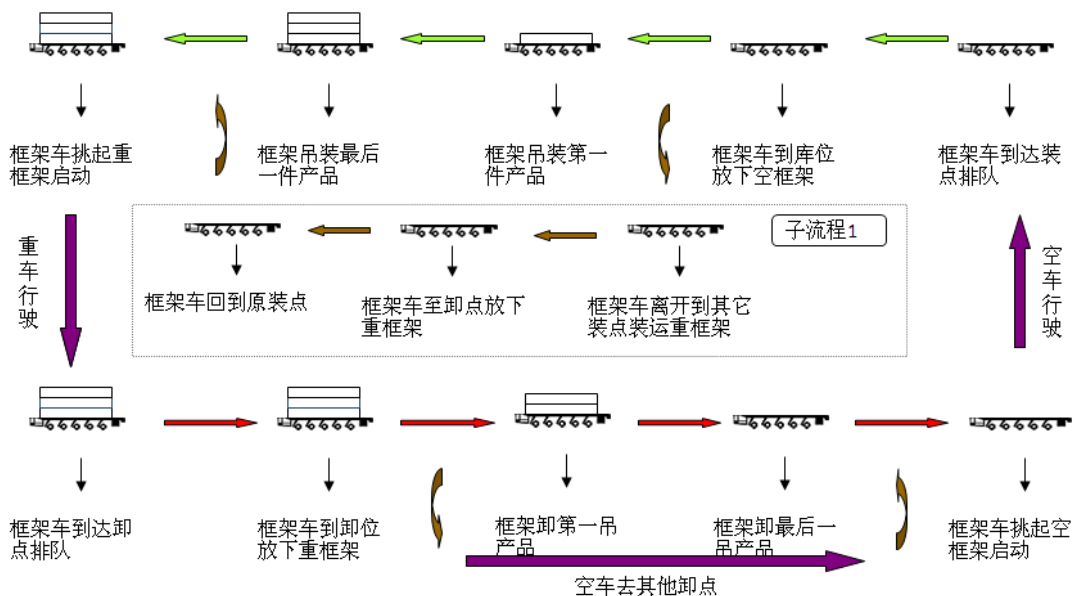 框架车挑起重
框架启动
框架吊装最后
一件产品
框架吊装第一
件产品
框架车到库位
放下空框架
框架车到达装
点排队
重车行驶
子流程1
框架车回到原装点
框架车至卸点放下
重框架
框架车离开到其它
装点装运重框架
空车行驶
框架车到达卸
点排队
框架车到卸位
放下重框架
框架卸第一吊
产品
框架卸最后一
吊产品
框架车挑起空
框架启动
空车去其他卸点